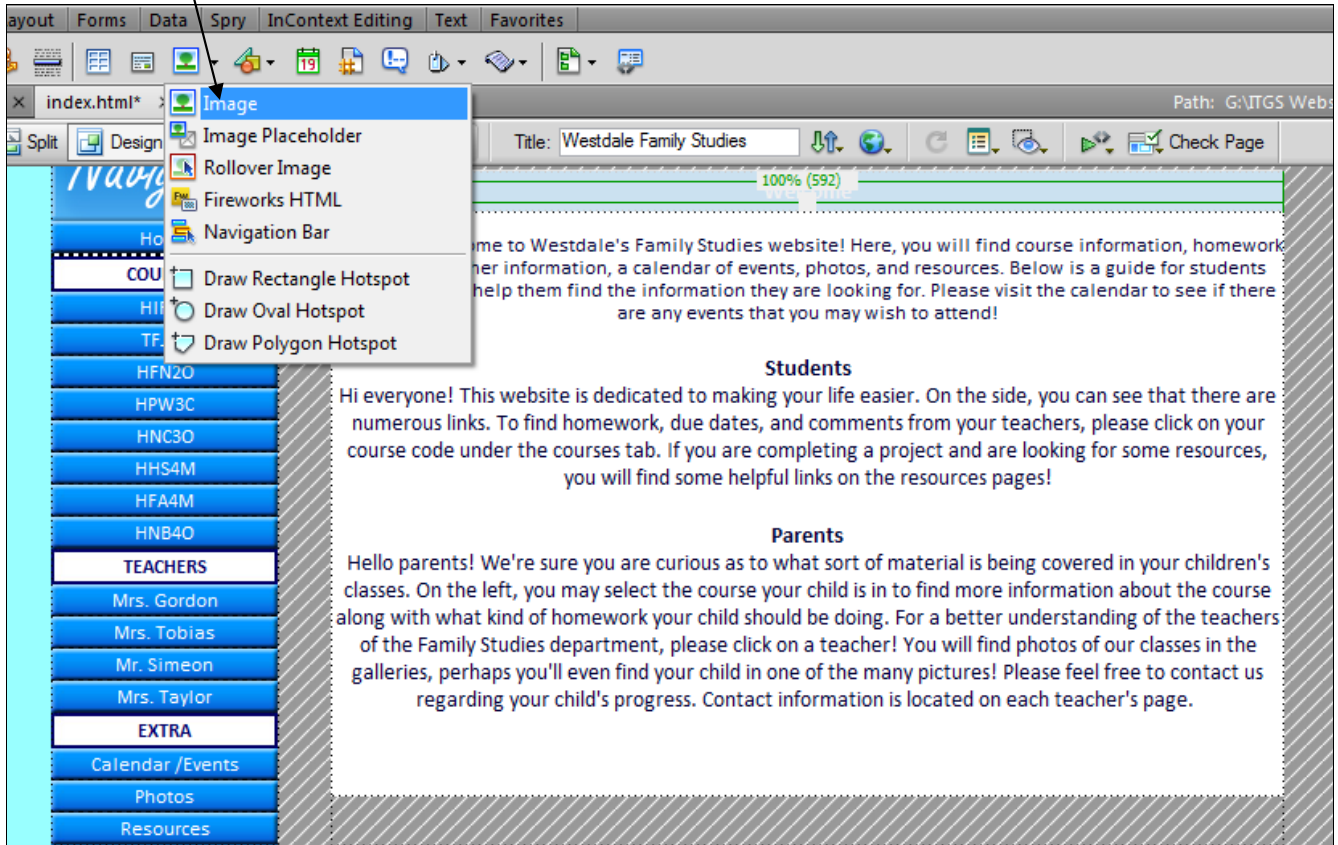 ayout Forms Data Spry InContext Editing Text Favorites
19
index.html*
Path: G:\ITGS Webs
Split Design Title: Westdale Family Studies Check Page
Image
Image Placeholder
Rollover Image
Fireworks HTML
Navigation Bar
Draw Rectangle Hotspot
Draw Oval Hotspot
Draw Polygon Hotspot
Ho
COU
HIF
TF
HFN2O
HPW3C
HNC3O
HHS4M
HFA4M
HNB4O
TEACHERS
Mrs. Gordon
Mrs. Tobias
Mr. Simeon
Mrs. Taylor
EXTRA
Calendar /Events
Photos
Resources
100% (592)
Welcome
me to Westdale's Family Studies website! Here, you will find course information, homework
er information, a calendar of events, photos, and resources. Below is a guide for students
help them find the information they are looking for. Please visit the calendar to see if there
are any events that you may wish to attend!
Students
Hi everyone! This website is dedicated to making your life easier. On the side, you can see that there are
numerous links. To find homework, due dates, and comments from your teachers, please click on your
course code under the courses tab. If you are completing a project and are looking for some resources,
you will find some helpful links on the resources pages!
Parents
Hello parents! We're sure you are curious as to what sort of material is being covered in your children's
classes. On the left, you may select the course your child is in to find more information about the course
along with what kind of homework your child should be doing. For a better understanding of the teachers
of the Family Studies department, please click on a teacher! You will find photos of our classes in the
galleries, perhaps you'll even find your child in one of the many pictures! Please feel free to contact us
regarding your child's progress. Contact information is located on each teacher's page.